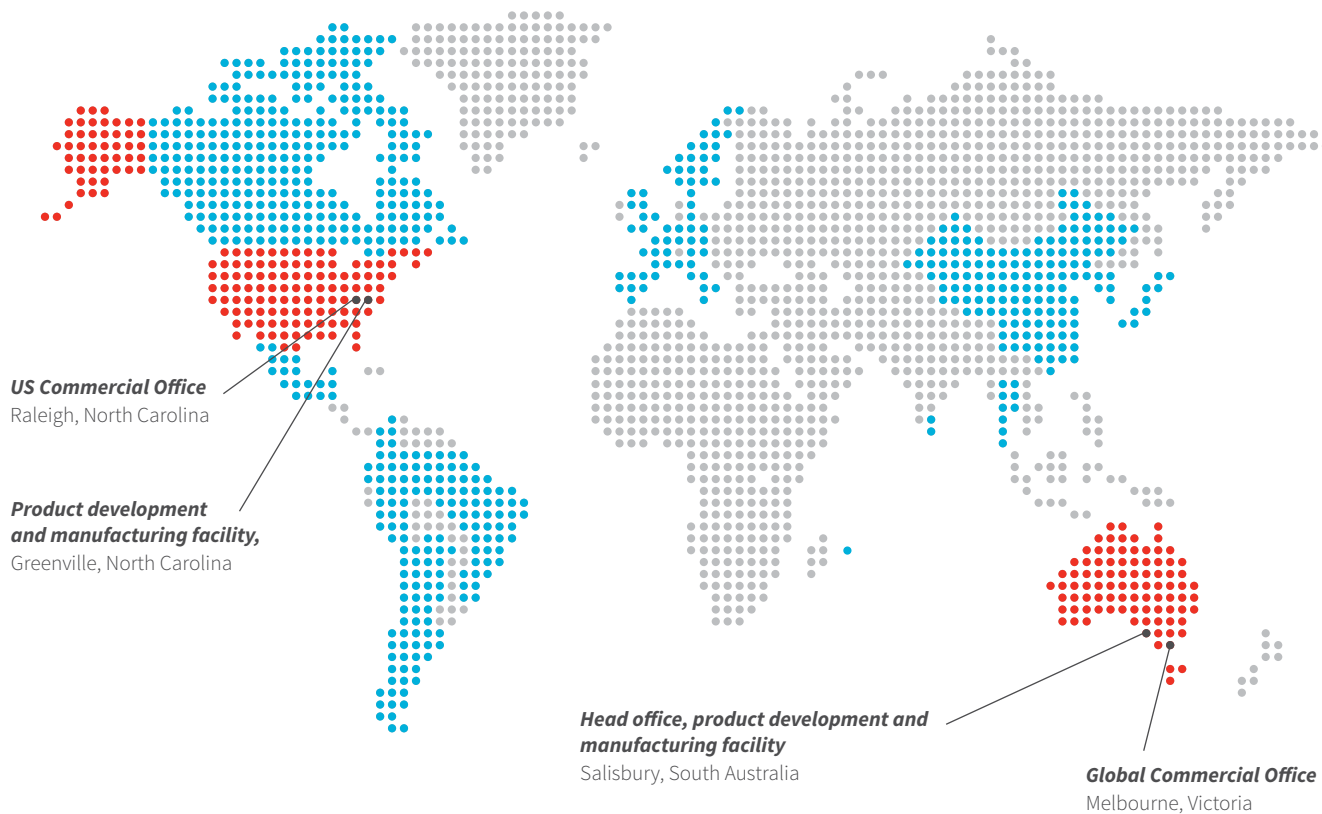 US Commercial Office
Raleigh, North Carolina
Product development
and manufacturing facility,
Greenville, North Carolina
Head office, product development and
manufacturing facility
Salisbury, South Australia
Global Commercial Office
Melbourne, Victoria